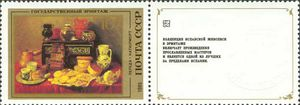 ГОСУДАРСТВЕННЫЙ ЭРМИТАЖ
ПОЧТА СССР
1985
КОЛЛЕКЦИЯ ИСПАНСКОЙ ЖИВОПИСИ
В ЭРМИТАЖЕ
ВКЛЮЧАЕТ ПРОИЗВЕДЕНИЯ
ПРОСЛАВЛЕННЫХ МАСТЕРОВ
И ЯВЛЯЕТСЯ ОДНОЙ ИЗ ЛУЧШИХ
ЗА ПРЕДЕЛАМИ ИСПАНИИ.